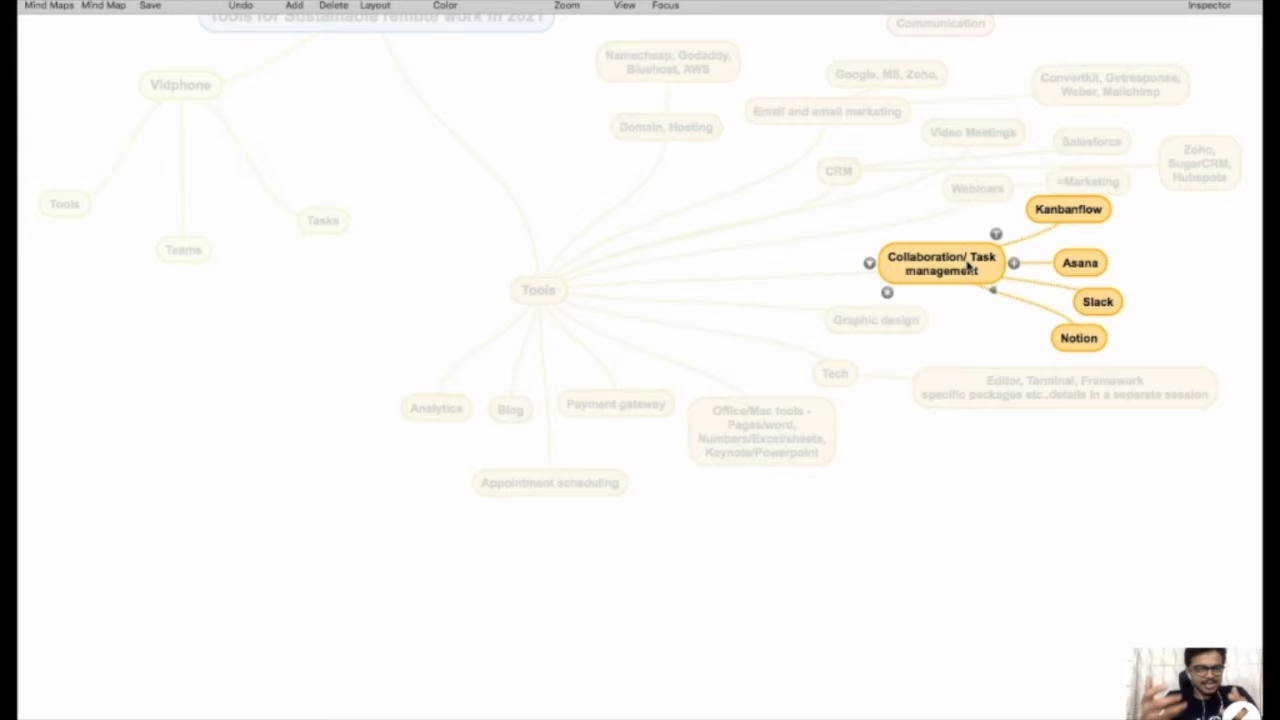 Mind Maps Mind Map Save Undo Add Delete Layout Color Zoom View Focus Inspector
Tools for Sustainable remote work in 2021
Communication
Namecheap, Godaddy,
Bluehost, AWS
Google, MS, Zoho,
Convertkit, Getresponse,
Weber, Mailchimp
Vidphone
Email and email marketing
Domain, Hosting
Video Meetings
Salesforce
Zoho,
SugarCRM,
Hubspots
CRM
Webinars
=Marketing
Tools
Kanbanflow
Tasks
Teams
Collaboration/ Task
management
Asana
Tools
Slack
Graphic design
Notion
Tech
Editor, Terminal, Framework
specific packages etc..details in a separate session
Analytics
Blog
Payment gateway
Office/Mac tools -
Pages/word,
Numbers/Excel/sheets,
Keynote/Powerpoint
Appointment scheduling